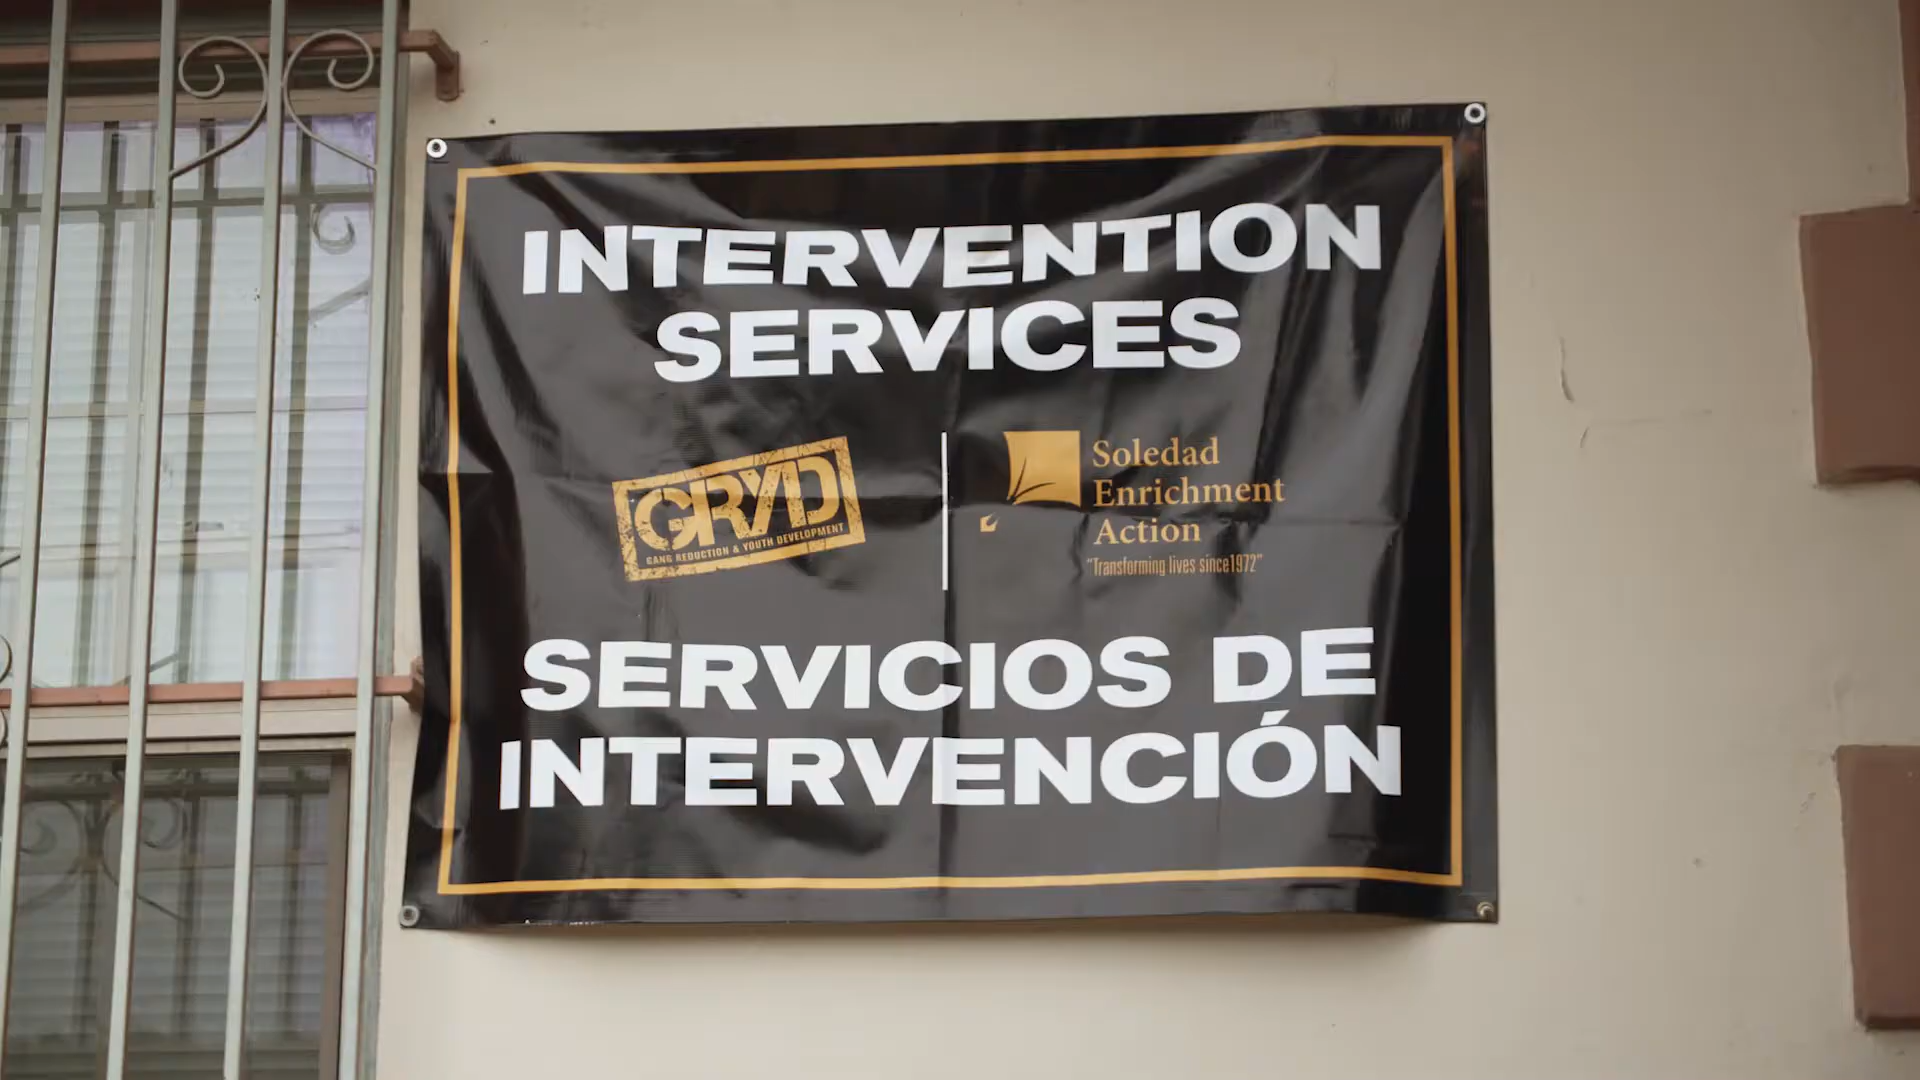 INTERVENTION
SERVICES
GRYD
GANG REDUCTION & YOUTH DEVELOPMENT
Soledad
Enrichment
Action
"Transforming lives since1972"
SERVICIOS DE
INTERVENCIÓN